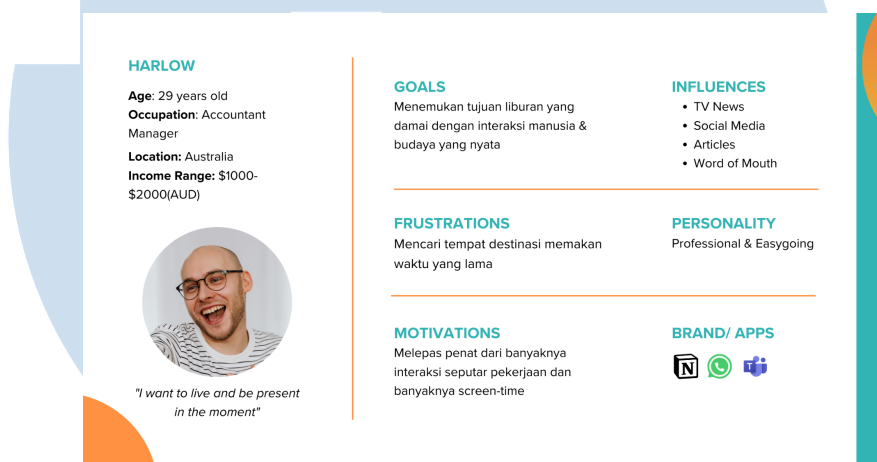 HARLOW
Age: 29 years old
Occupation: Accountant
Manager
Location: Australia
Income Range: $1000-
$2000(AUD)
"I want to live and be present
in the moment"
GOALS
Menemukan tujuan liburan yang
damai dengan interaksi manusia &
budaya yang nyata
INFLUENCES
• TV News
• Social Media
• Articles
• Word of Mouth
FRUSTRATIONS
Mencari tempat destinasi memakan
waktu yang lama
PERSONALITY
Professional & Easygoing
MOTIVATIONS
Melepas penat dari banyaknya
interaksi seputar pekerjaan dan
banyaknya screen-time
BRAND/ APPS
N
T